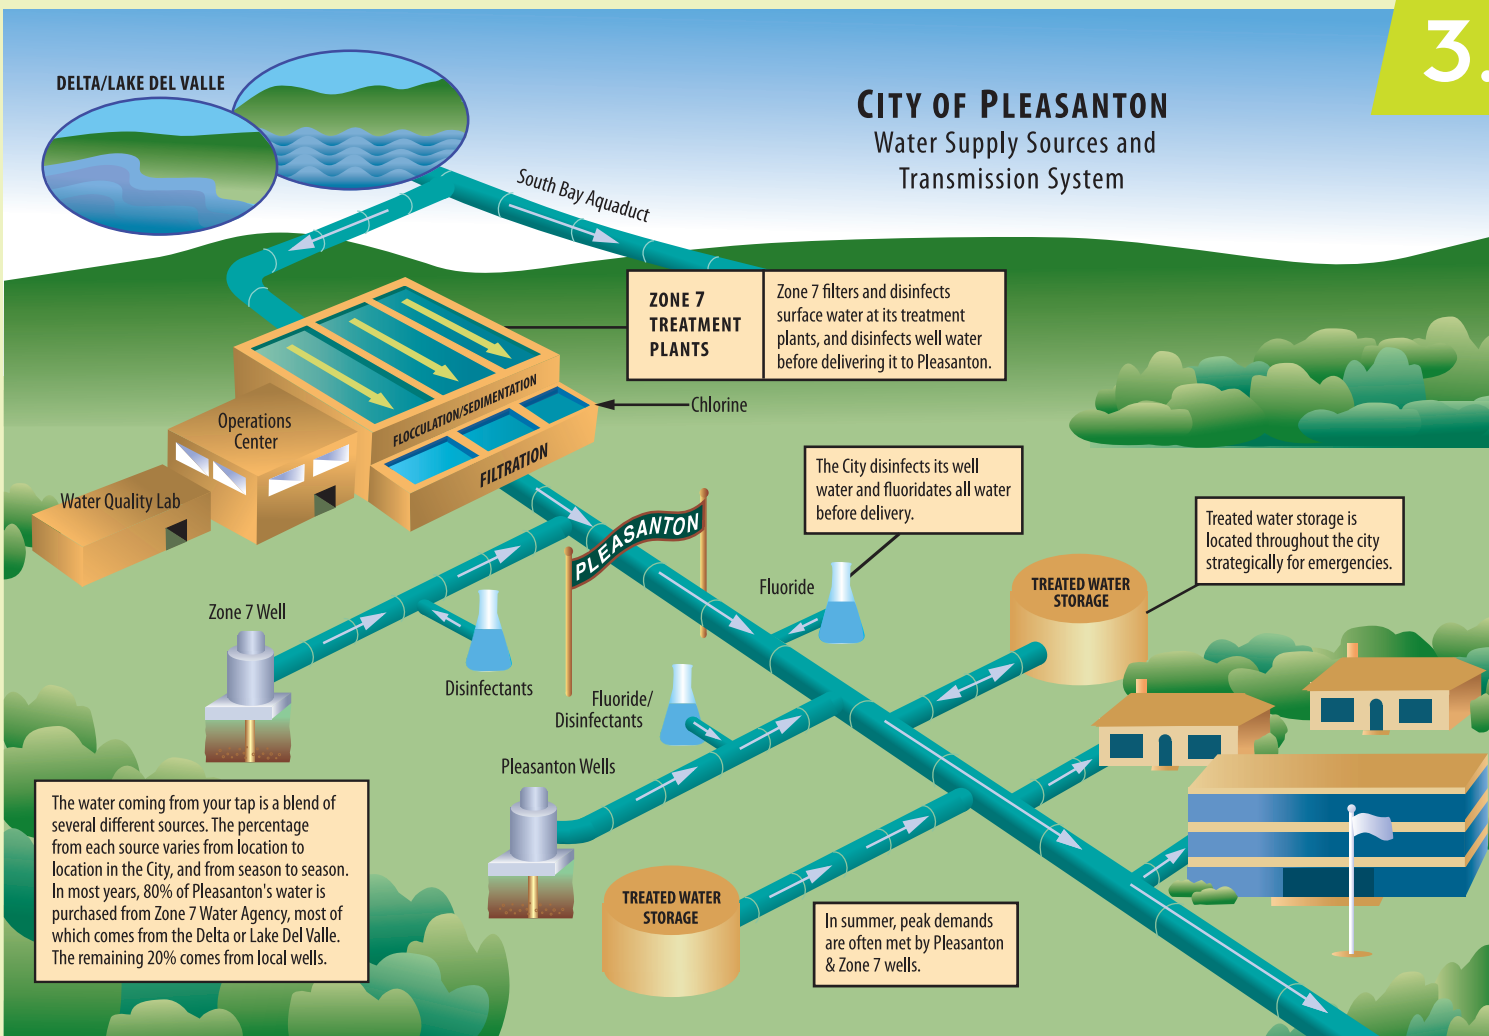 3.
DELTA/LAKE DEL VALLE
CITY OF PLEASANTON
Water Supply Sources and
Transmission System
South Bay Aquaduct
ZONE 7
TREATMENT
PLANTS
Zone 7 filters and disinfects
surface water at its treatment
plants, and disinfects well water
before delivering it to Pleasanton.
Chlorine
FLOCCULATION/SEDIMENTATION
FILTRATION
Operations
Center
Water Quality Lab
PLEASANTON
The City disinfects its well
water and fluoridates all water
before delivery.
Treated water storage is
located throughout the city
strategically for emergencies.
Fluoride
TREATED WATER
STORAGE
Zone 7 Well
Disinfectants
Fluoride/
Disinfectants
Pleasanton Wells
The water coming from your tap is a blend of
several different sources. The percentage
from each source varies from location to
location in the City, and from season to season.
In most years, 80% of Pleasanton's water is
purchased from Zone 7 Water Agency, most of
which comes from the Delta or Lake Del Valle.
The remaining 20% comes from local wells.
TREATED WATER
STORAGE
In summer, peak demands
are often met by Pleasanton
& Zone 7 wells.